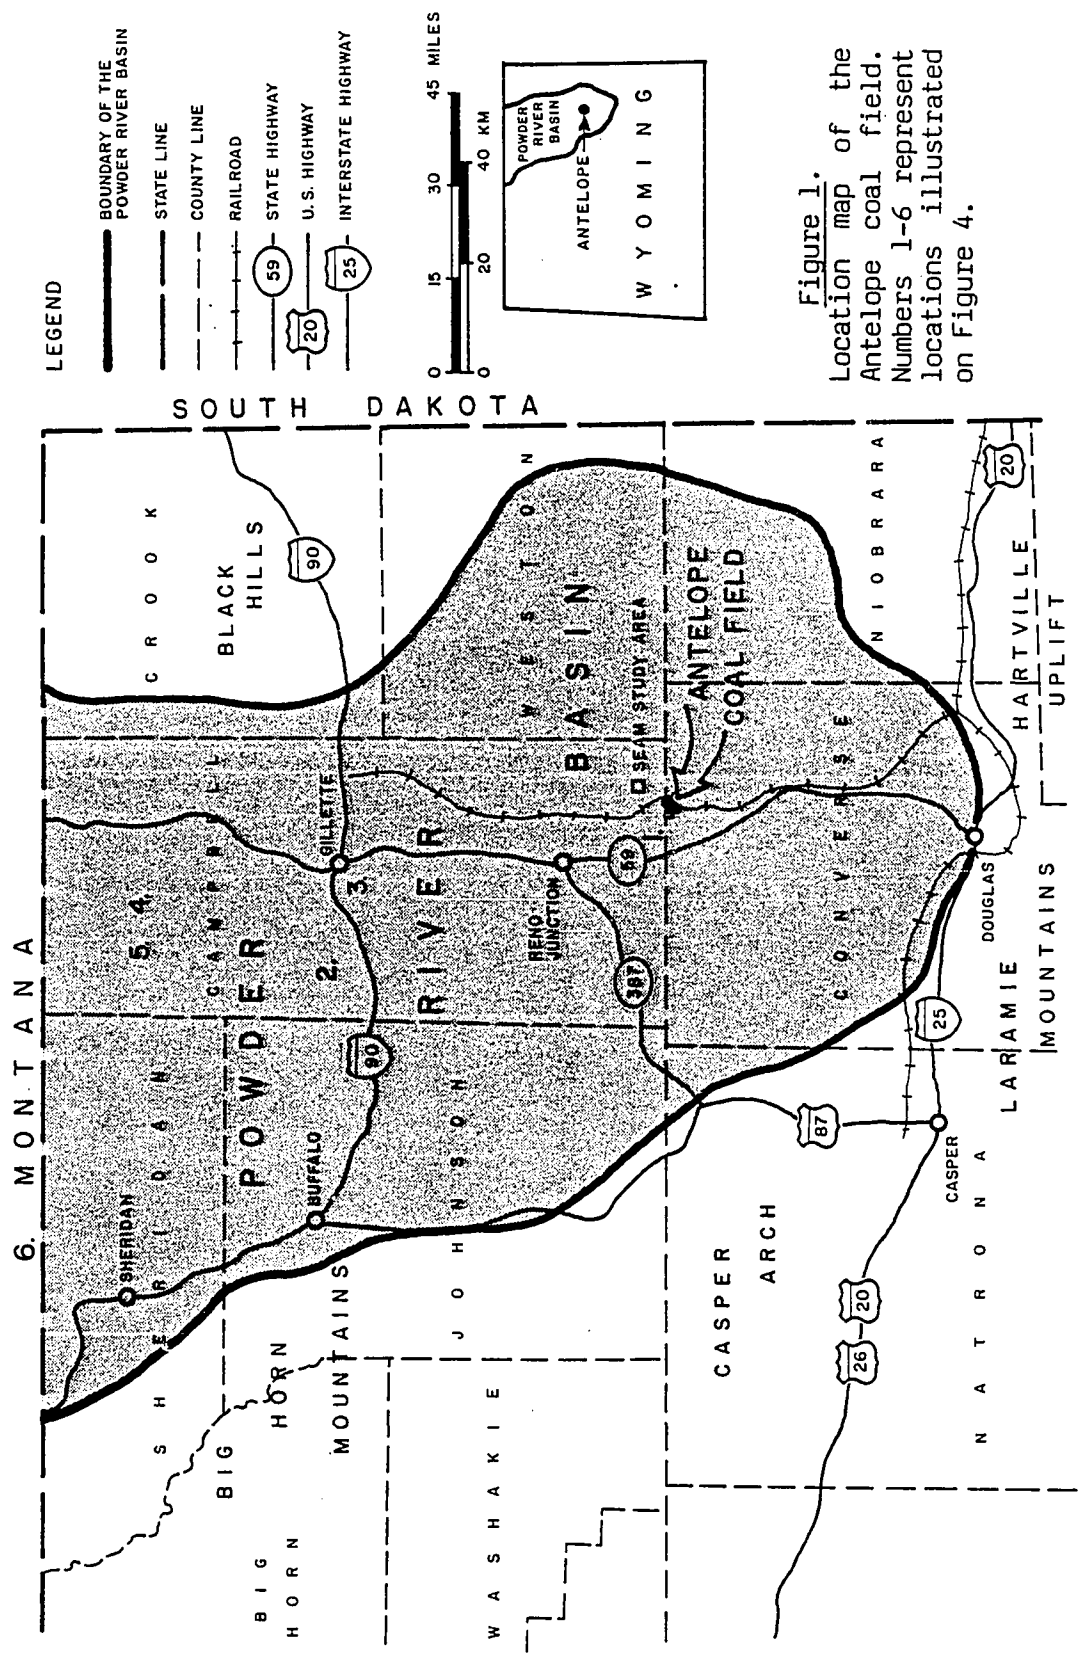 LEGEND
BOUNDARY OF THE
POWDER RIVER BASIN
STATE LINE
COUNTY LINE
RAILROAD
59
STATE HIGHWAY
20
U.S. HIGHWAY
25
INTERSTATE HIGHWAY
0 15 30 45 MILES
0 20 40 KM
POWDER
RIVER
BASIN
ANTELOPE
WYOMING
Figure 1.
Location map of the
Antelope coal field.
Numbers 1-6 represent
locations illustrated
on Figure 4.
6. MONTANA
SOUTH DAKOTA
SHERIDAN
SHERIDAN
5. 4.
CAMPBELL
CROOK
BLACK
HILLS
90
BIG
HORN
MOUNTAINS
BIG
HORN
POWDER
RIVER
BASIN
BUFFALO
90
2.
3.
GILLETTE
JOHNSON
WASHAKIE
WESTON
RENO
JUNCTION
387
59
SEAM STUDY AREA
ANTELOPE
COAL FIELD
CASPER
ARCH
87
CONVERSE
NIOBRARA
26
20
CASPER
25
DOUGLAS
20
NATRONA
LARAMIE
MOUNTAINS
HARTVILLE
UPLIFT